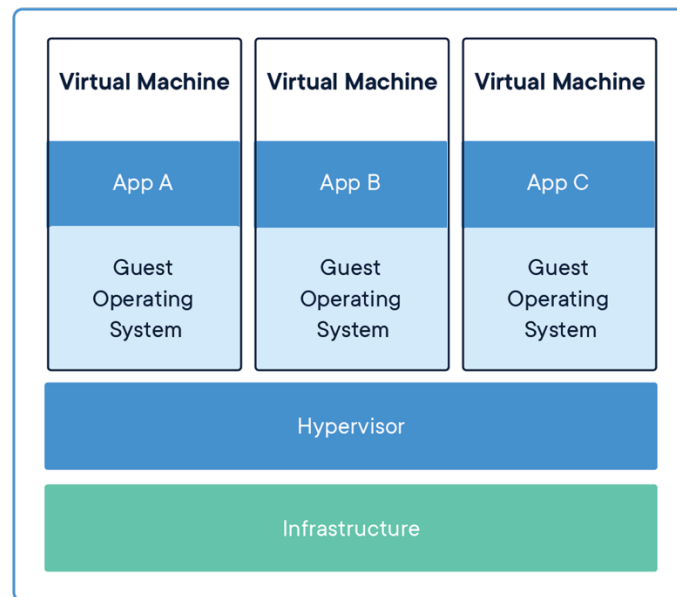 Virtual Machine
Virtual Machine
Virtual Machine
App A
App B
App C
Guest
Operating
System
Guest
Operating
System
Guest
Operating
System
Hypervisor
Infrastructure